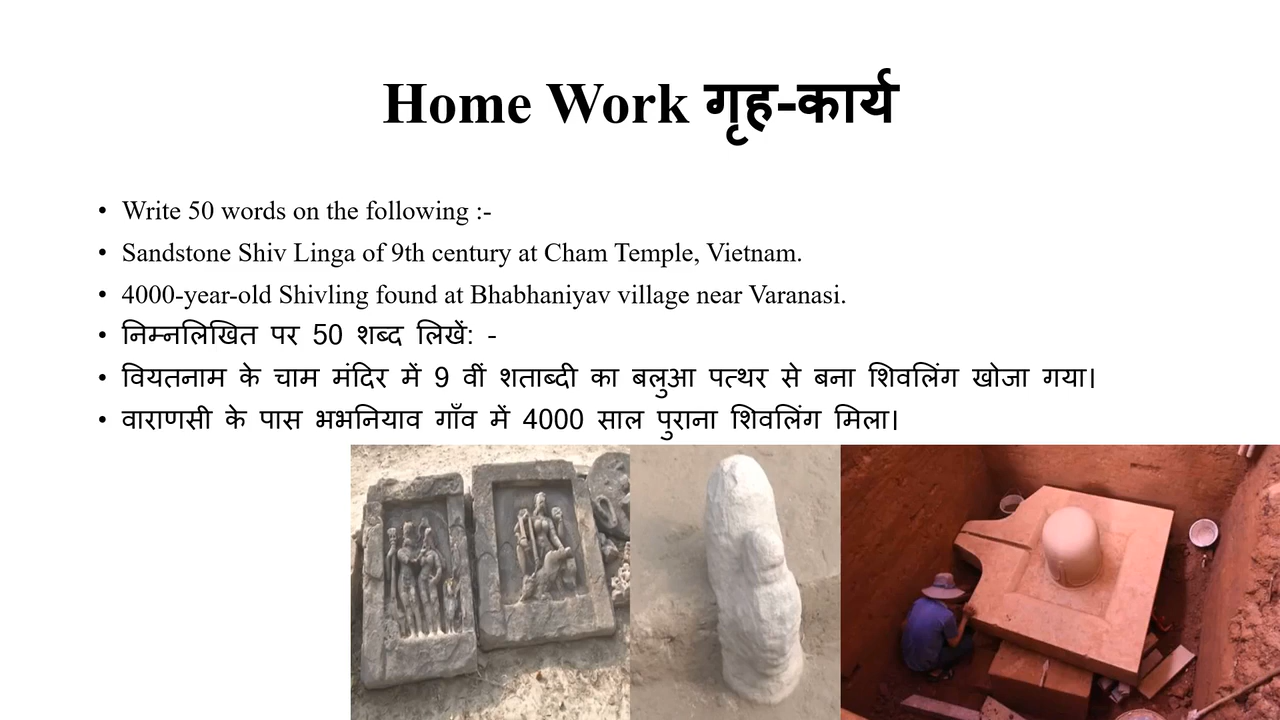 Home Work गृह-कार्य
• Write 50 words on the following :-
• Sandstone Shiv Linga of 9th century at Cham Temple, Vietnam.
• 4000-year-old Shivling found at Bhabhaniyav village near Varanasi.
• निम्नलिखित पर 50 शब्द लिखें: -
• वियतनाम के चाम मंदिर में 9 वीं शताब्दी का बलुआ पत्थर से बना शिवलिंग खोजा गया।
• वाराणसी के पास भभनियाव गाँव में 4000 साल पुराना शिवलिंग मिला।